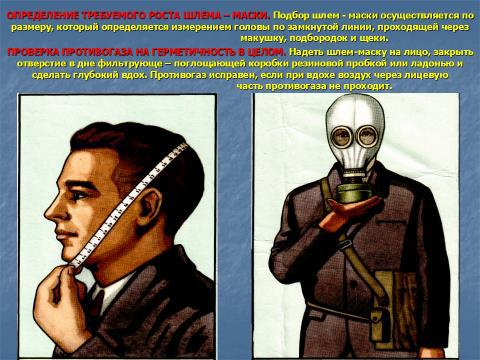 ОПРЕДЕЛЕНИЕ ТРЕБУЕМОГО РОСТА ШЛЕМА – МАСКИ. Подбор шлем - маски осуществляется по
размеру, который определяется измерением головы по замкнутой линии, проходящей через
макушку, подбородок и щеки.
ПРОВЕРКА ПРОТИВОГАЗА НА ГЕРМЕТИЧНОСТЬ В ЦЕЛОМ. Надеть шлем-маску на лицо, закрыть
отверстие в дне фильтрующе – поглощающей коробки резиновой пробкой или ладонью и
сделать глубокий вдох. Противогаз исправен, если при вдохе воздух через лицевую
часть противогаза не проходит.